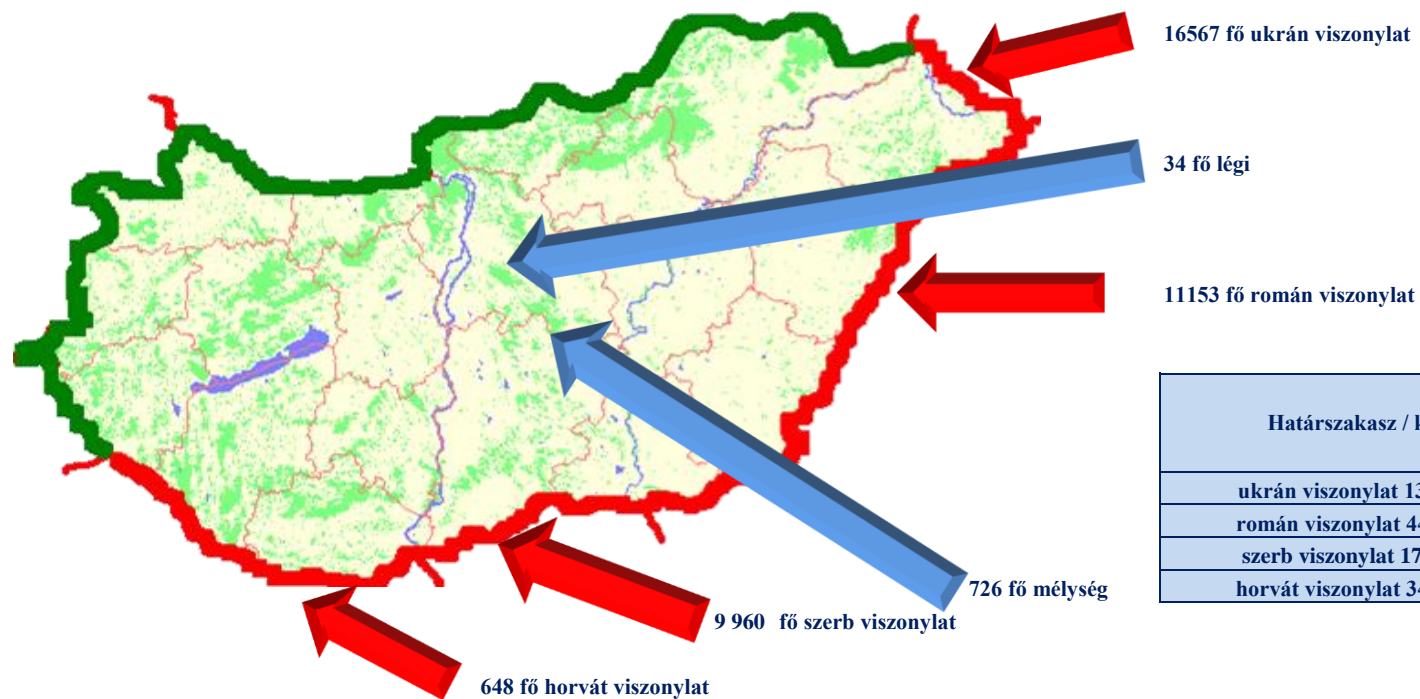 16567 fő ukrán viszonylat
34 fő légi
11153 fő román viszonylat
Határszakasz /
ukrán viszonylat
román viszonylat
szerb viszonylat 17
horvát viszonylat
726 fő mélység
9 960 fő szerb viszonylat
648 fő horvát viszonylat